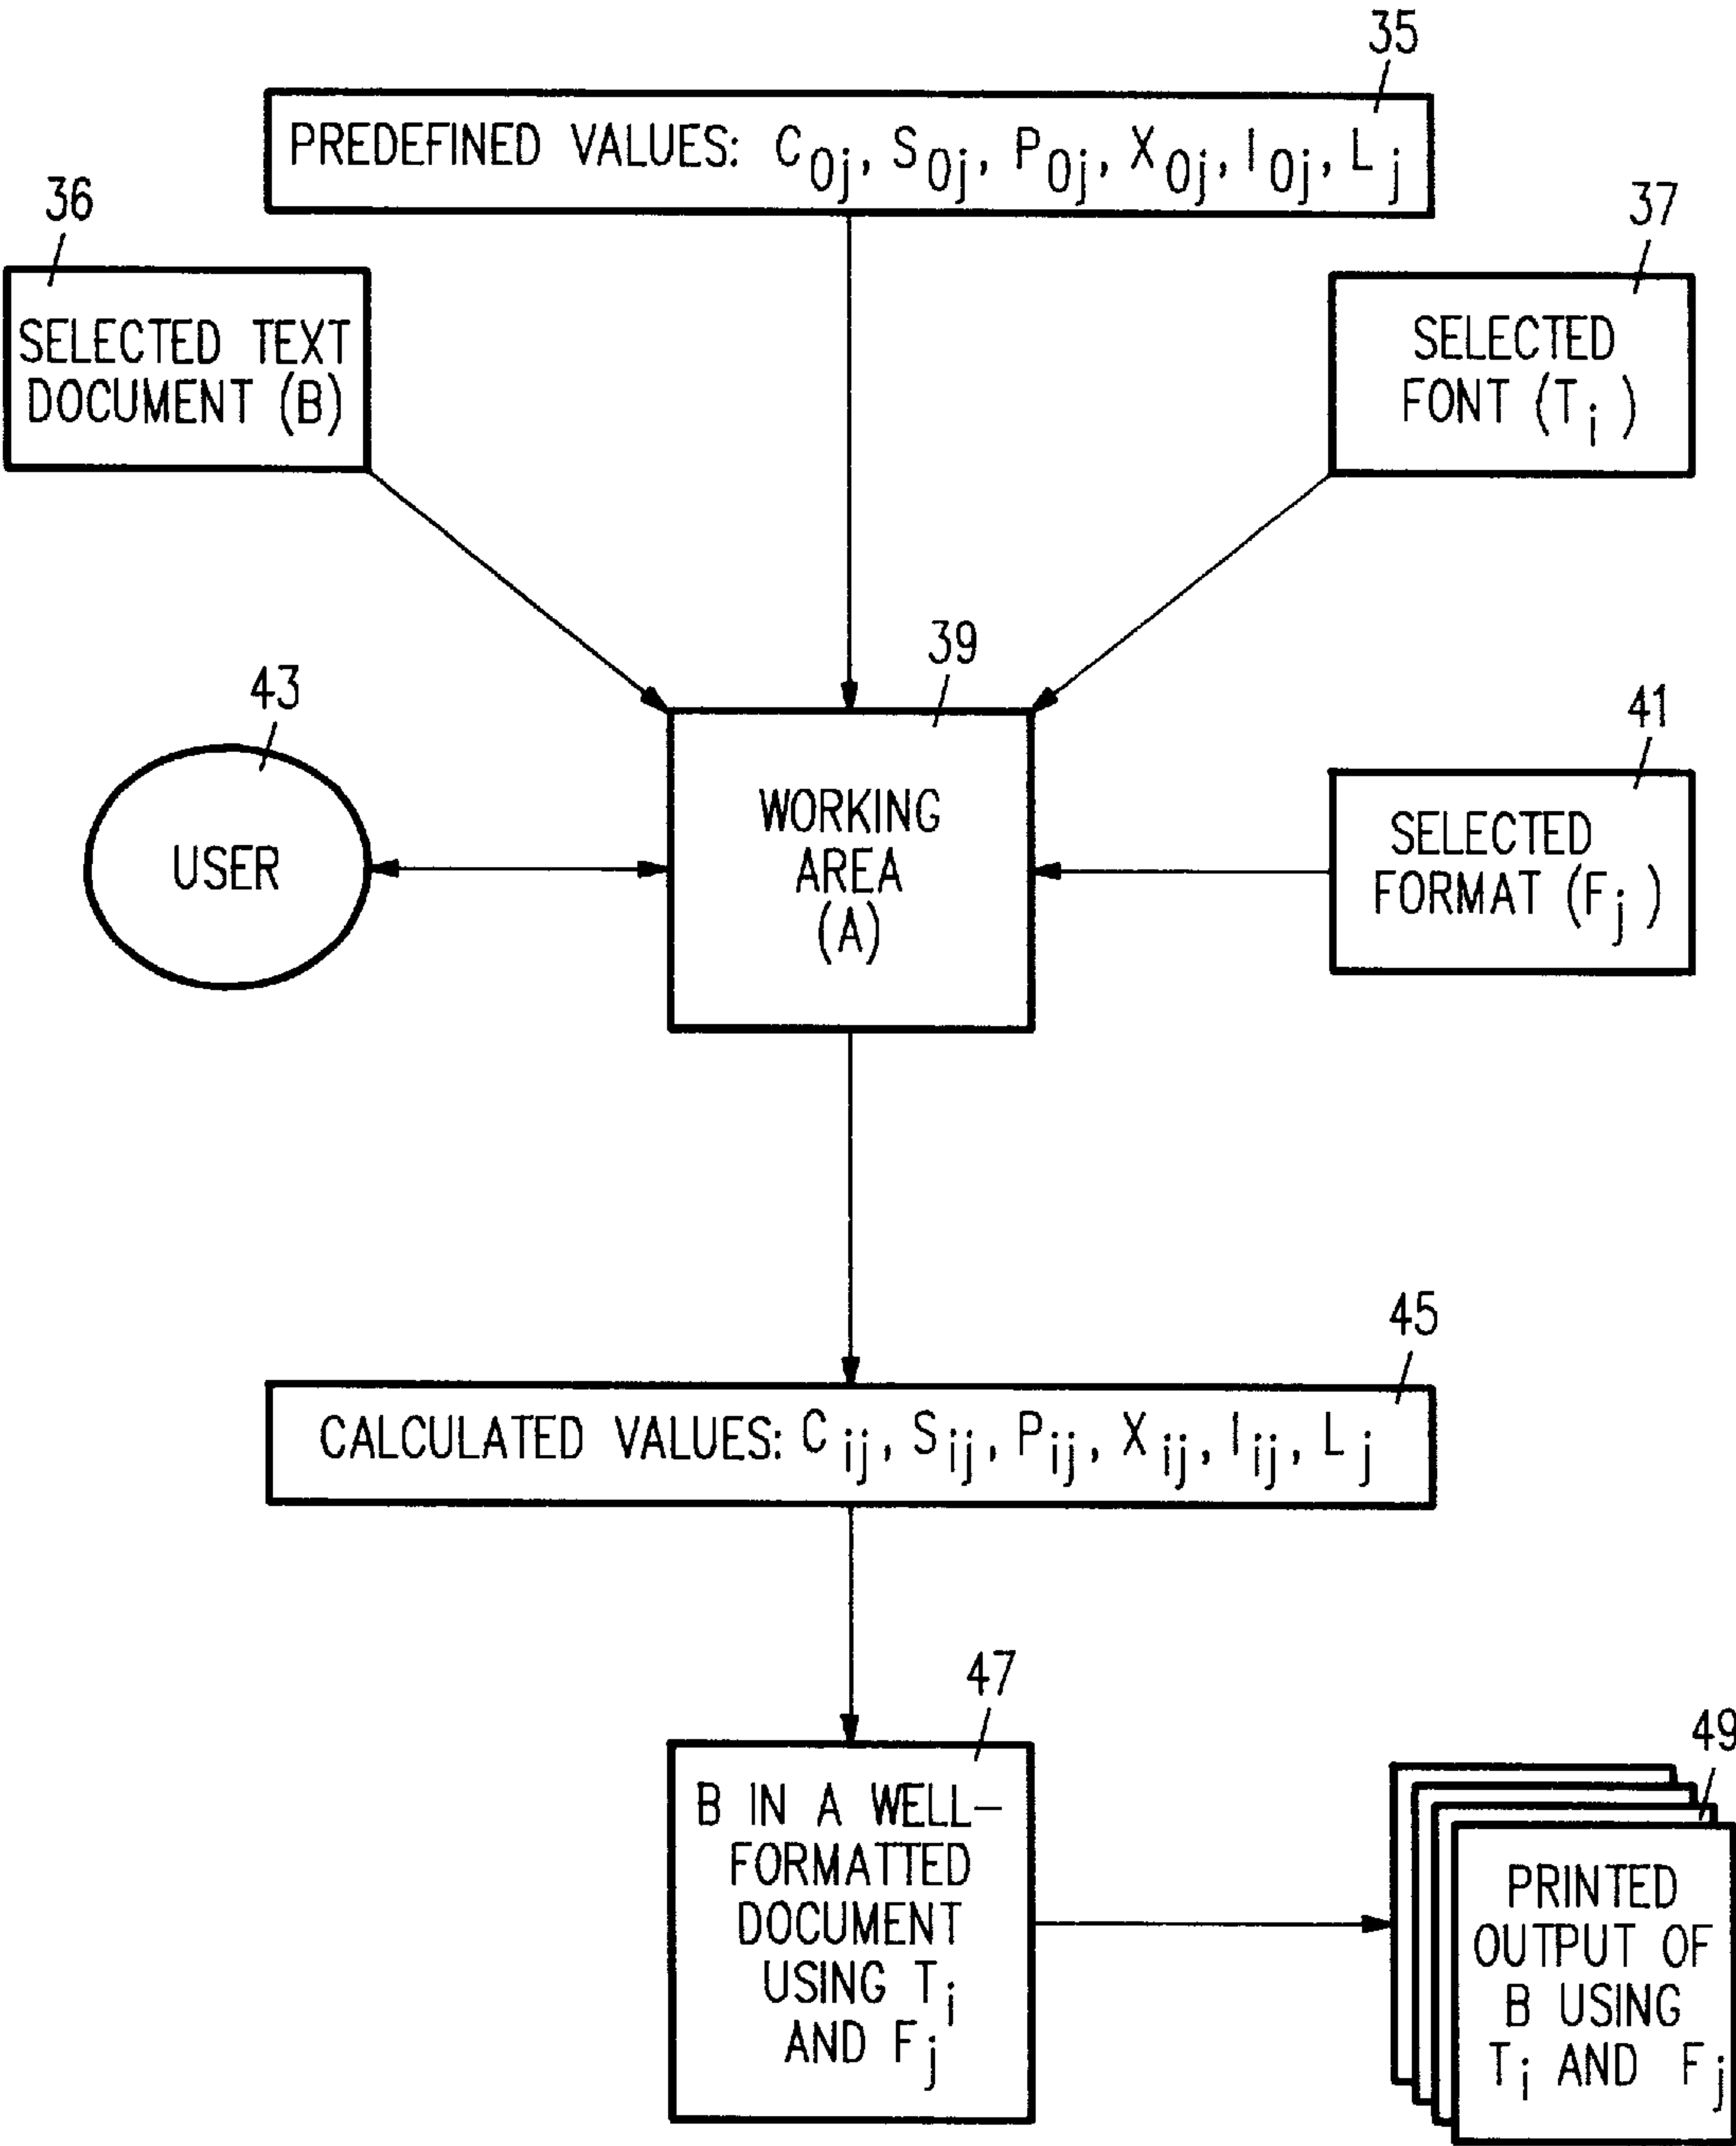 35
PREDEFINED VALUES: C0j, S0j, P0j, X0j, I0j, Lj
36
SELECTED TEXT
DOCUMENT (B)
37
SELECTED
FONT (Ti)
39
WORKING
AREA
(A)
43
USER
41
SELECTED
FORMAT (Fj)
45
CALCULATED VALUES: Cij, Sij, Pij, Xij, Iij, Lj
47
B IN A WELL-
FORMATTED
DOCUMENT
USING Ti
AND Fj
49
PRINTED
OUTPUT OF
B USING
Ti AND Fj